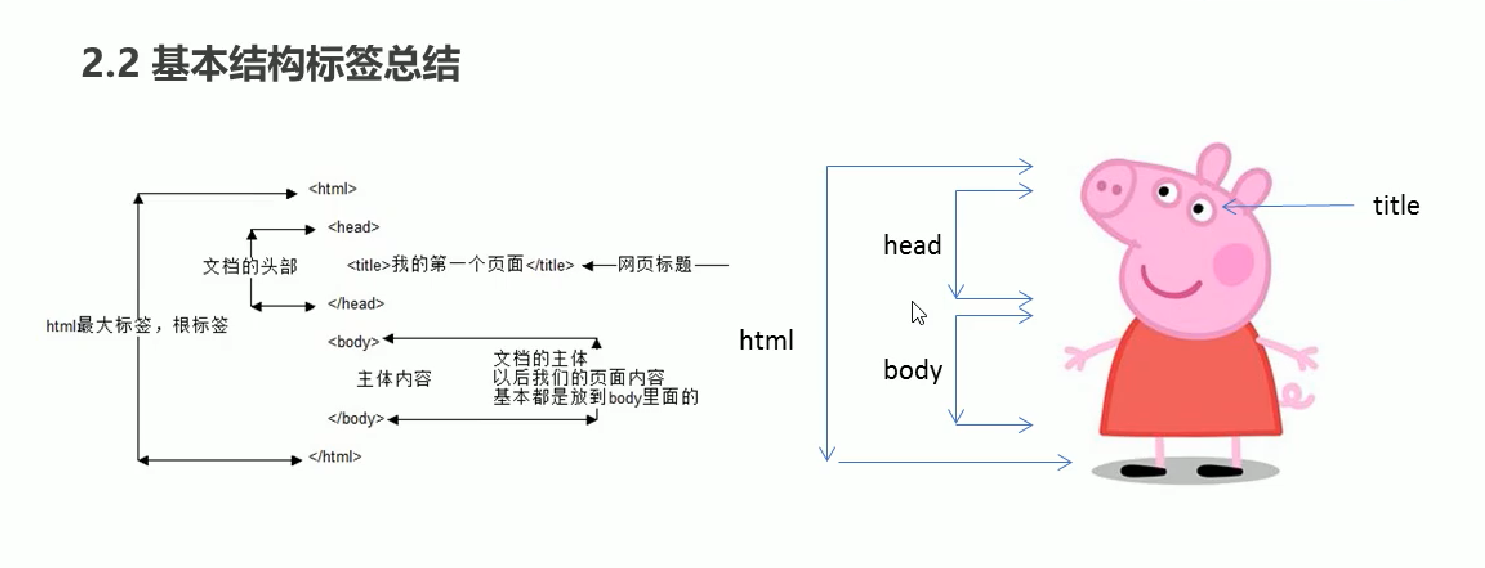 2.2 基本结构标签总结
<html>
<head>
文档的头部
<title>我的第一个页面</title>
网页标题
</head>
html最大标签，根标签
<body>
主体内容
文档的主体
以后我们的页面内容
基本都是放到body里面的
</body>
</html>
html
head
body
title